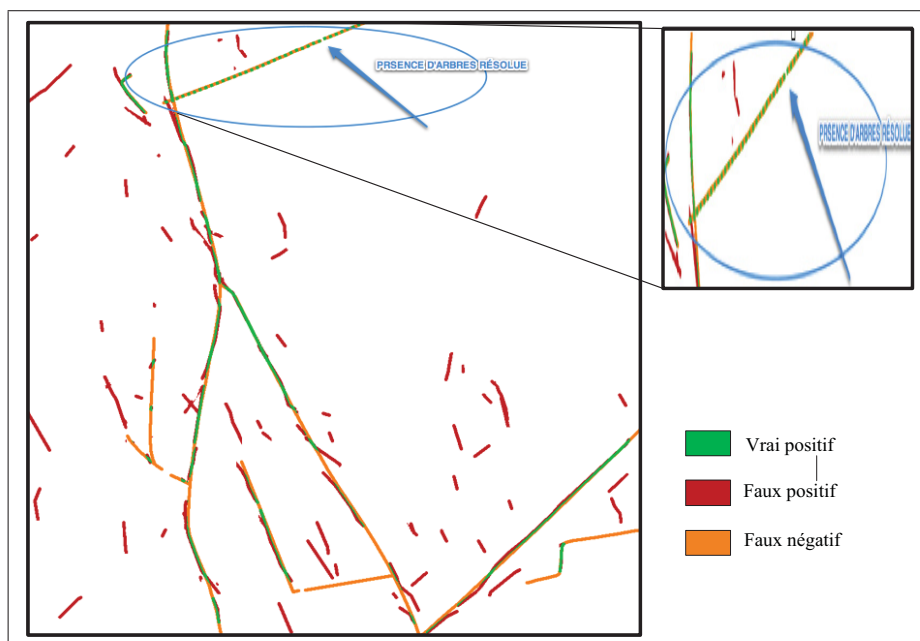 PRSENCE D'ARBRES RÉSOLUE
PRSENCE D'ARBRES RÉSOLUE
Vrai positif
Faux positif
Faux négatif